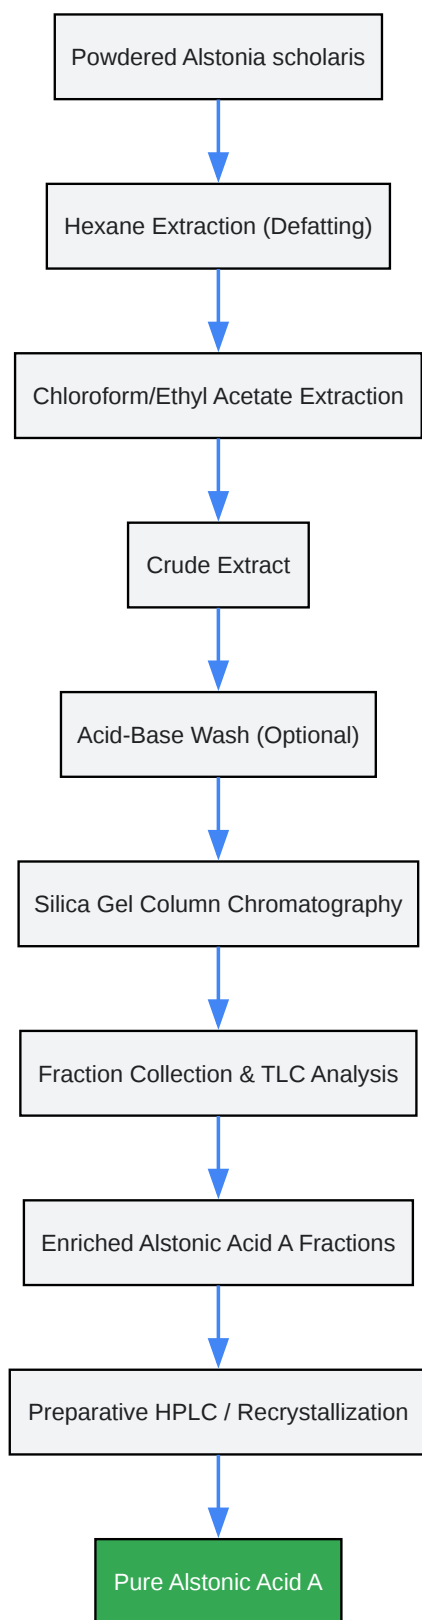 Powdered Alstonia scholaris
Hexane Extraction (Defatting)
Chloroform/Ethyl Acetate Extraction
Crude Extract
Acid-Base Wash (Optional)
Silica Gel Column Chromatography
Fraction Collection & TLC Analysis
Enriched Alstonic Acid A Fractions
Preparative HPLC / Recrystallization
Pure Alstonic Acid A